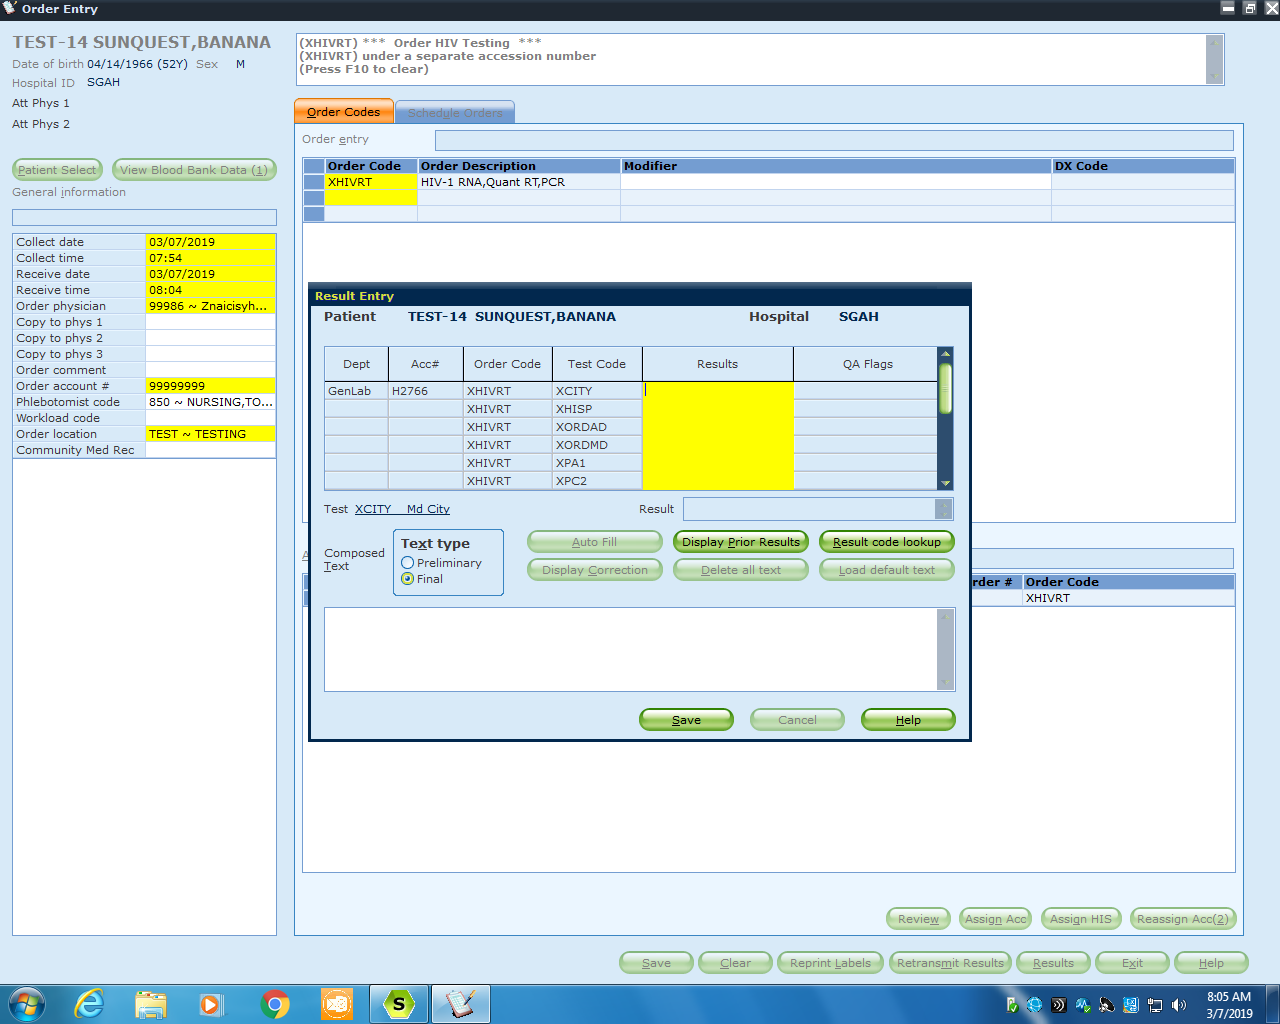 Order Entry
TEST-14 SUNQUEST,BANANA
Date of birth 04/14/1966 (52Y) Sex M
Hospital ID SGAH
Att Phys 1
Att Phys 2
Patient Select View Blood Bank Data (1)
General information
Collect date 03/07/2019
Collect time 07:54
Receive date 03/07/2019
Receive time 08:04
Order physician 99986 ~ Znaicisyh...
Copy to phys 1
Copy to phys 2
Copy to phys 3
Order comment
Order account # 99999999
Phlebotomist code 850 ~ NURSING,TO...
Workload code
Order location TEST ~ TESTING
Community Med Rec
(XHIVRT) *** Order HIV Testing ***
(XHIVRT) under a separate accession number
(Press F10 to clear)
Order Codes Schedule Orders
Order entry
Order Code Order Description Modifier DX Code
XHIVRT HIV-1 RNA,Quant RT,PCR
Result Entry
Patient TEST-14 SUNQUEST,BANANA Hospital SGAH
Dept Acc# Order Code Test Code Results QA Flags
GenLab H2766 XHIVRT XCITY
XHIVRT XHISP
XHIVRT XORDAD
XHIVRT XORDMD
XHIVRT XPA1
XHIVRT XPC2
Test XCITY Md City Result
Composed Text
Text type
Preliminary
Final
Auto Fill Display Prior Results Result code lookup
Display Correction Delete all text Load default text
Save Cancel Help
A
rder # Order Code
XHIVRT
Review Assign Acc Assign HIS Reassign Acc(2)
Save Clear Reprint Labels Retransmit Results Results Exit Help
S
8:05 AM
3/7/2019